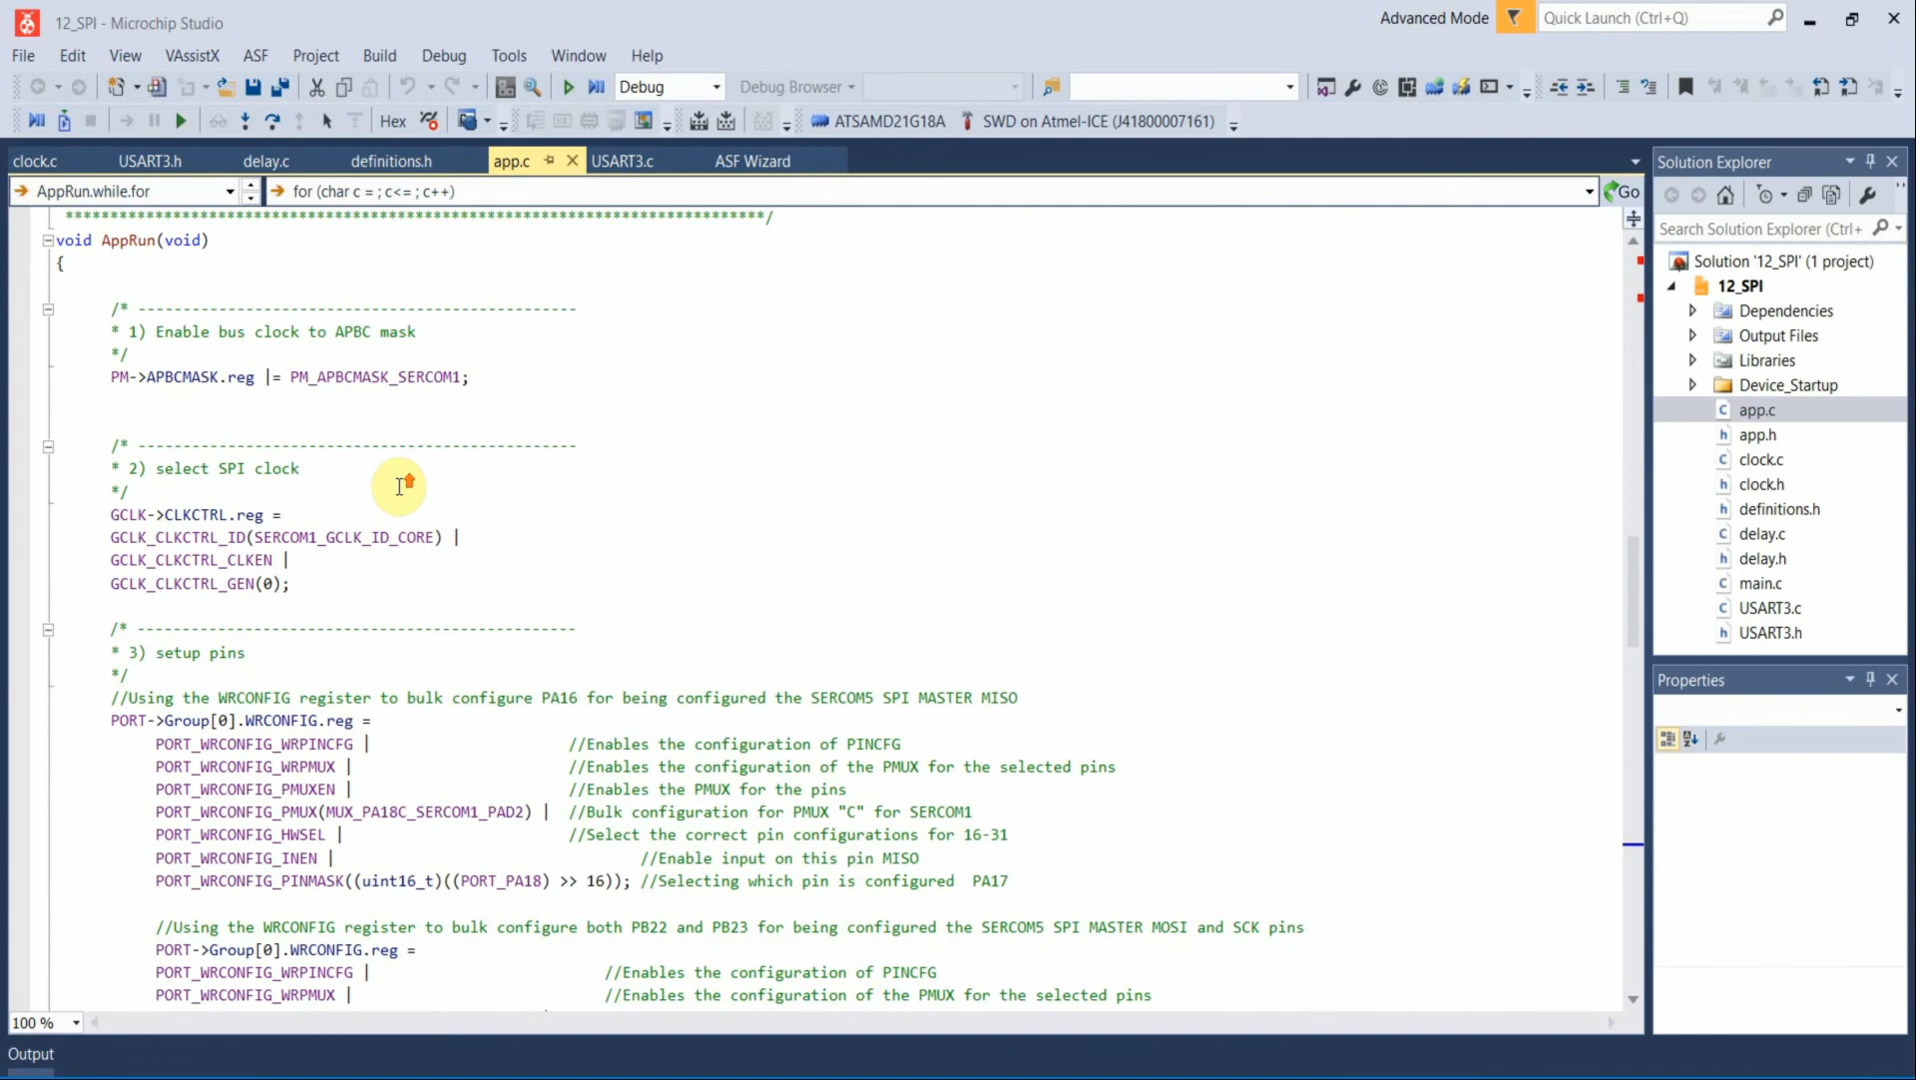 12_SPI - Microchip Studio
Advanced Mode
Quick Launch (Ctrl+Q)
File Edit View VAssistX ASF Project Build Debug Tools Window Help
Debug Debug Browser
Hex ATSAMD21G18A SWD on Atmel-ICE (J41800007161)
clock.c USART3.h delay.c definitions.h app.c USART3.c ASF Wizard
AppRun.while.for for (char c = ; c<= ; c++) Go
*******************************************************************************/
void AppRun(void)
{
/* -------------------------------------------------
* 1) Enable bus clock to APBC mask
*/
PM->APBCMASK.reg |= PM_APBCMASK_SERCOM1;
/* -------------------------------------------------
* 2) select SPI clock
*/
GCLK->CLKCTRL.reg =
GCLK_CLKCTRL_ID(SERCOM1_GCLK_ID_CORE) |
GCLK_CLKCTRL_CLKEN |
GCLK_CLKCTRL_GEN(0);
/* -------------------------------------------------
* 3) setup pins
*/
//Using the WRCONFIG register to bulk configure PA16 for being configured the SERCOM5 SPI MASTER MISO
PORT->Group[0].WRCONFIG.reg =
PORT_WRCONFIG_WRPINCFG | //Enables the configuration of PINCFG
PORT_WRCONFIG_WRPMUX | //Enables the configuration of the PMUX for the selected pins
PORT_WRCONFIG_PMUXEN | //Enables the PMUX for the pins
PORT_WRCONFIG_PMUX(MUX_PA18C_SERCOM1_PAD2) | //Bulk configuration for PMUX "C" for SERCOM1
PORT_WRCONFIG_HWSEL | //Select the correct pin configurations for 16-31
PORT_WRCONFIG_INEN | //Enable input on this pin MISO
PORT_WRCONFIG_PINMASK((uint16_t)((PORT_PA18) >> 16)); //Selecting which pin is configured PA17
//Using the WRCONFIG register to bulk configure both PB22 and PB23 for being configured the SERCOM5 SPI MASTER MOSI and SCK pins
PORT->Group[0].WRCONFIG.reg =
PORT_WRCONFIG_WRPINCFG | //Enables the configuration of PINCFG
PORT_WRCONFIG_WRPMUX | //Enables the configuration of the PMUX for the selected pins
100 %
Output
Solution Explorer
Search Solution Explorer (Ctrl+
Solution '12_SPI' (1 project)
12_SPI
Dependencies
Output Files
Libraries
Device_Startup
app.c
app.h
clock.c
clock.h
definitions.h
delay.c
delay.h
main.c
USART3.c
USART3.h
Properties